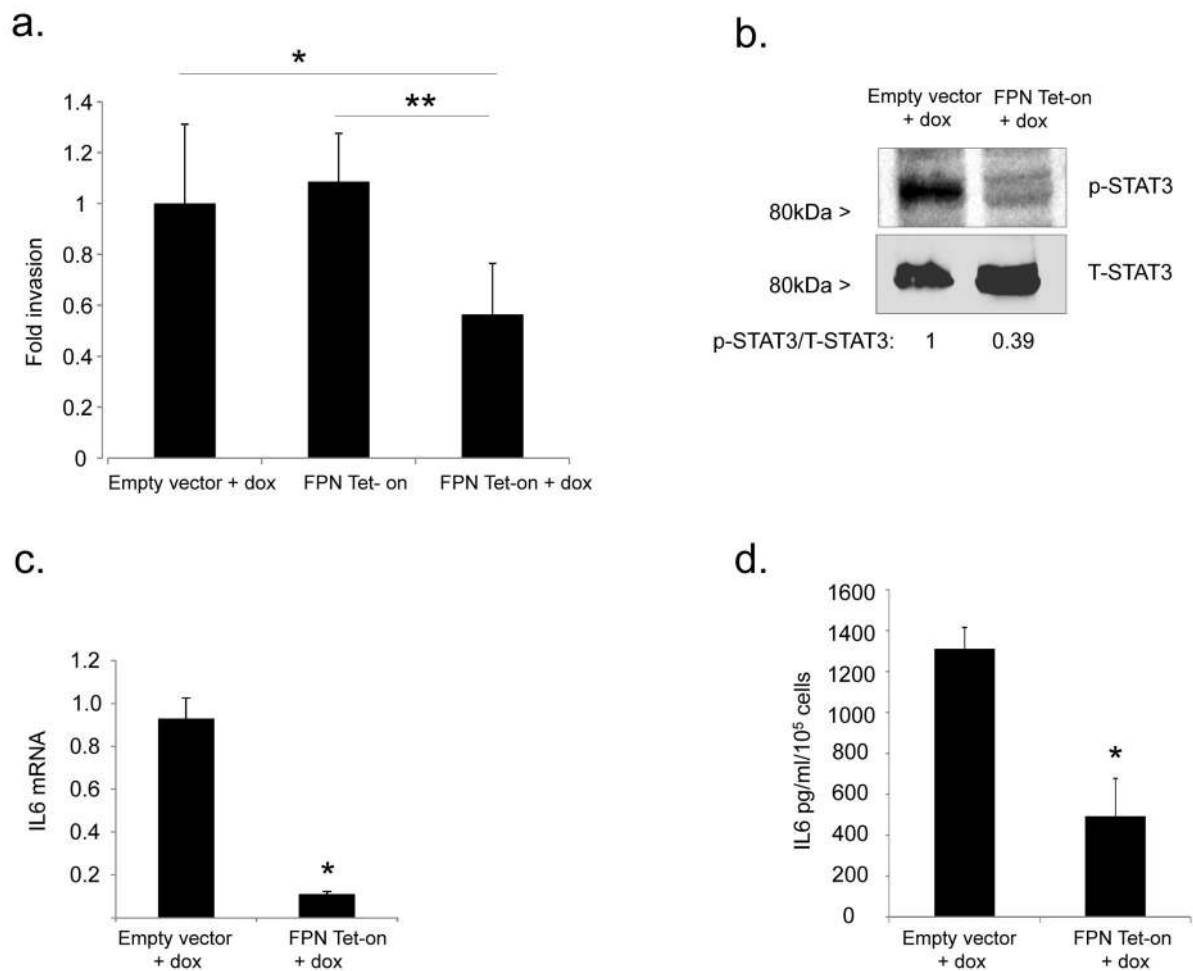 a.
*
**
1.4
1.2
1
0.8
0.6
0.4
0.2
0
Fold invasion
Empty vector + dox
FPN Tet- on
FPN Tet-on + dox
b.
Empty vector
+ dox
FPN Tet-on
+ dox
80kDa >
p-STAT3
80kDa >
T-STAT3
p-STAT3/T-STAT3: 1 0.39
c.
1.2
1.0
0.8
0.6
0.4
0.2
IL6 mRNA
*
Empty vector
+ dox
FPN Tet-on
+ dox
d.
1600
1400
1200
1000
800
600
400
200
0
IL6 pg/ml/10⁵ cells
*
Empty vector
+ dox
FPN Tet-on
+ dox